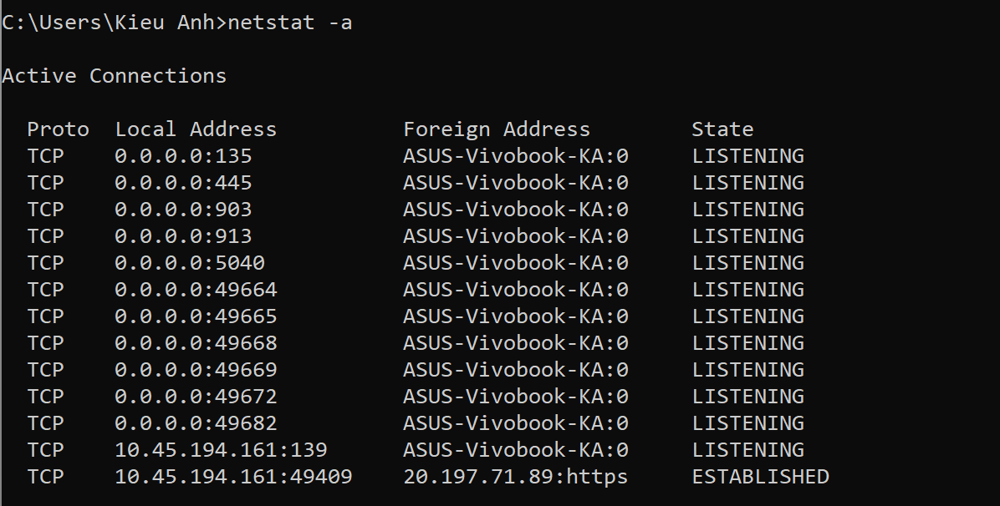 C:\Users\Kieu Anh>netstat -a
Active Connections
Proto  Local Address          Foreign Address        State
TCP    0.0.0.0:135            ASUS-Vivobook-KA:0     LISTENING
TCP    0.0.0.0:445            ASUS-Vivobook-KA:0     LISTENING
TCP    0.0.0.0:903            ASUS-Vivobook-KA:0     LISTENING
TCP    0.0.0.0:913            ASUS-Vivobook-KA:0     LISTENING
TCP    0.0.0.0:5040           ASUS-Vivobook-KA:0     LISTENING
TCP    0.0.0.0:49664          ASUS-Vivobook-KA:0     LISTENING
TCP    0.0.0.0:49665          ASUS-Vivobook-KA:0     LISTENING
TCP    0.0.0.0:49668          ASUS-Vivobook-KA:0     LISTENING
TCP    0.0.0.0:49669          ASUS-Vivobook-KA:0     LISTENING
TCP    0.0.0.0:49672          ASUS-Vivobook-KA:0     LISTENING
TCP    0.0.0.0:49682          ASUS-Vivobook-KA:0     LISTENING
TCP    10.45.194.161:139      ASUS-Vivobook-KA:0     LISTENING
TCP    10.45.194.161:49409    20.197.71.89:https     ESTABLISHED